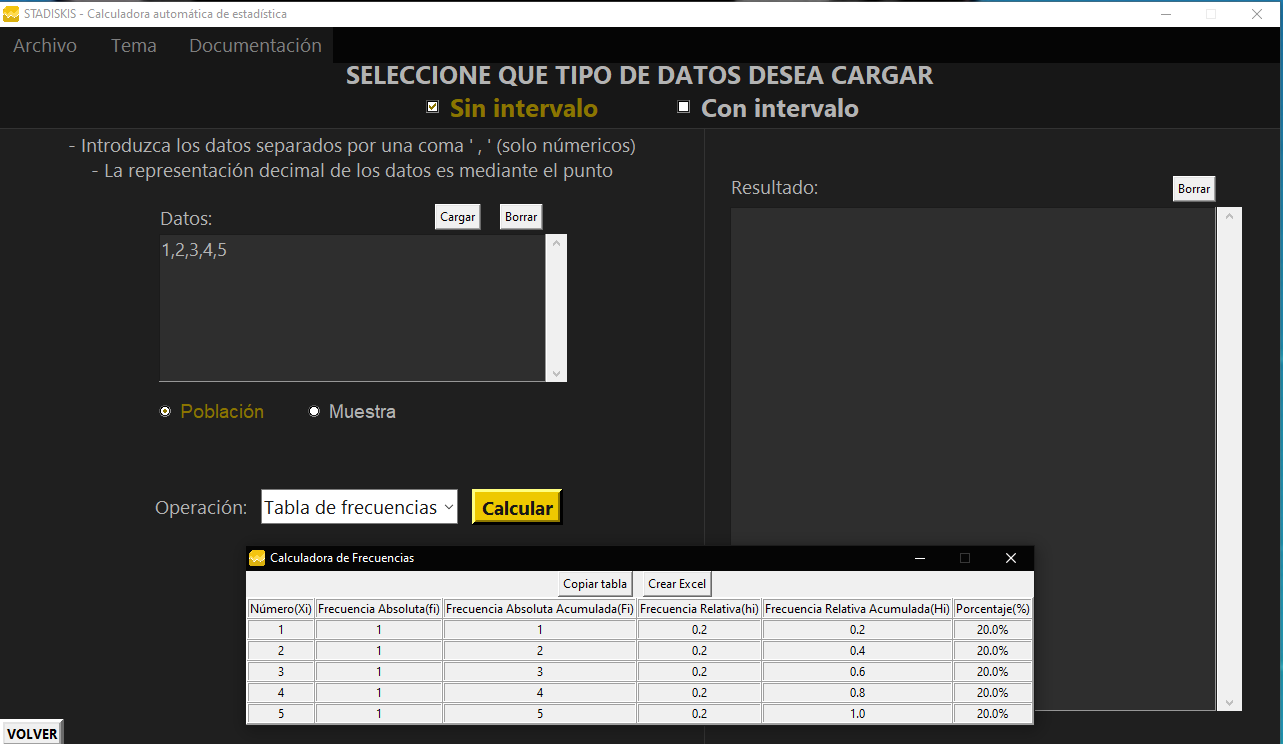 STADISKIS - Calculadora automática de estadística
Archivo Tema Documentación
SELECCIONE QUE TIPO DE DATOS DESEA CARGAR
Sin intervalo Con intervalo
- Introduzca los datos separados por una coma ' , ' (solo númericos)
- La representación decimal de los datos es mediante el punto
Datos: Cargar Borrar
1,2,3,4,5
Población Muestra
Operación: Tabla de frecuencias Calcular
Resultado: Borrar
Calculadora de Frecuencias
Copiar tabla Crear Excel
Número(Xi) Frecuencia Absoluta(fi) Frecuencia Absoluta Acumulada(Fi) Frecuencia Relativa(hi) Frecuencia Relativa Acumulada(Hi) Porcentaje(%)
1 1 1 0.2 0.2 20.0%
2 1 2 0.2 0.4 20.0%
3 1 3 0.2 0.6 20.0%
4 1 4 0.2 0.8 20.0%
5 1 5 0.2 1.0 20.0%
VOLVER